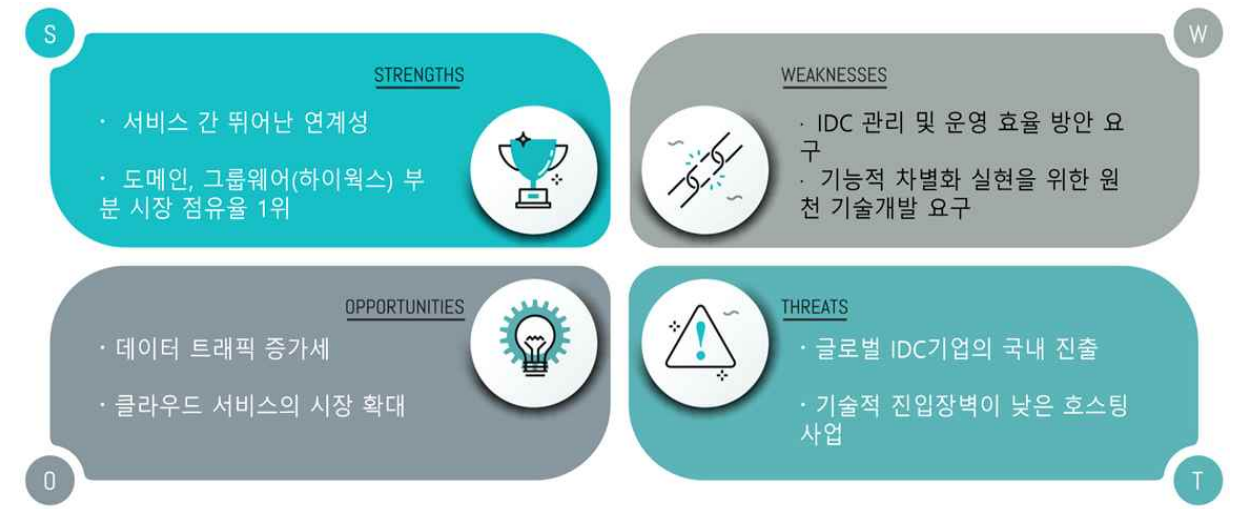 S
STRENGTHS
· 서비스 간 뛰어난 연계성
· 도메인, 그룹웨어(하이웍스) 부
분 시장 점유율 1위
W
WEAKNESSES
· IDC 관리 및 운영 효율 방안 요
구
· 기능적 차별화 실현을 위한 원
천 기술개발 요구
OPPORTUNITIES
· 데이터 트래픽 증가세
· 클라우드 서비스의 시장 확대
O
THREATS
· 글로벌 IDC기업의 국내 진출
· 기술적 진입장벽이 낮은 호스팅
사업
T